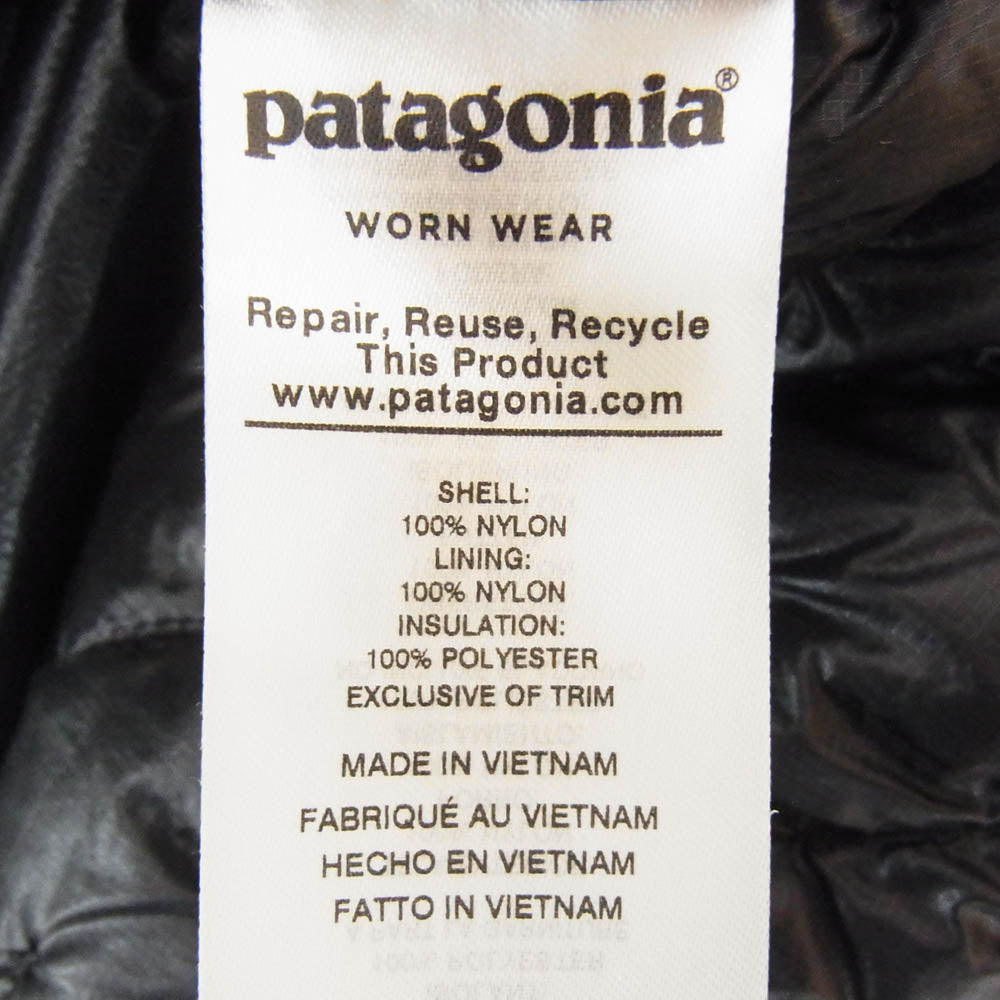 patagonia®
WORN WEAR
Repair, Reuse, Recycle
This Product
www.patagonia.com
SHELL:
100% NYLON
LINING:
100% NYLON
INSULATION:
100% POLYESTER
EXCLUSIVE OF TRIM
MADE IN VIETNAM
FABRIQUÉ AU VIETNAM
HECHO EN VIETNAM
FATTO IN VIETNAM